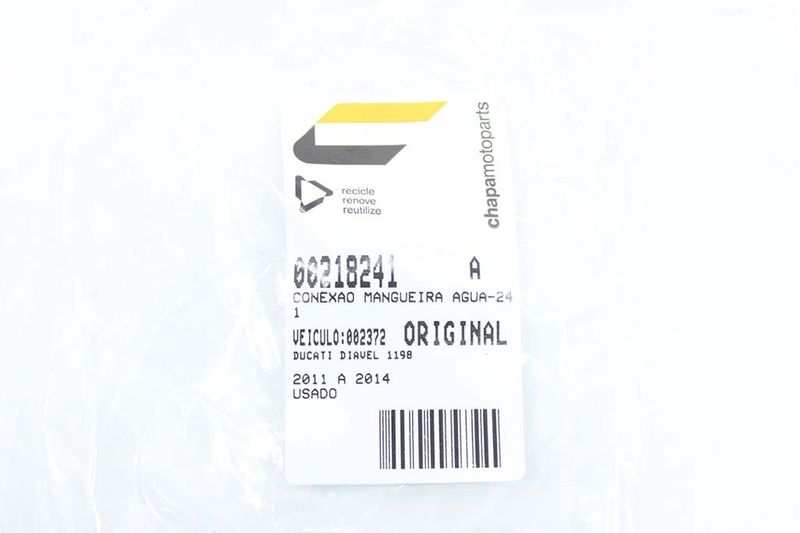 chapamotoparts
recicle
renove
reutilize
00218241 A
CONEXAO MANGUEIRA AGUA-24
1
VEICULO:002372 ORIGINAL
DUCATI DIAVEL 1198
2011 A 2014
USADO